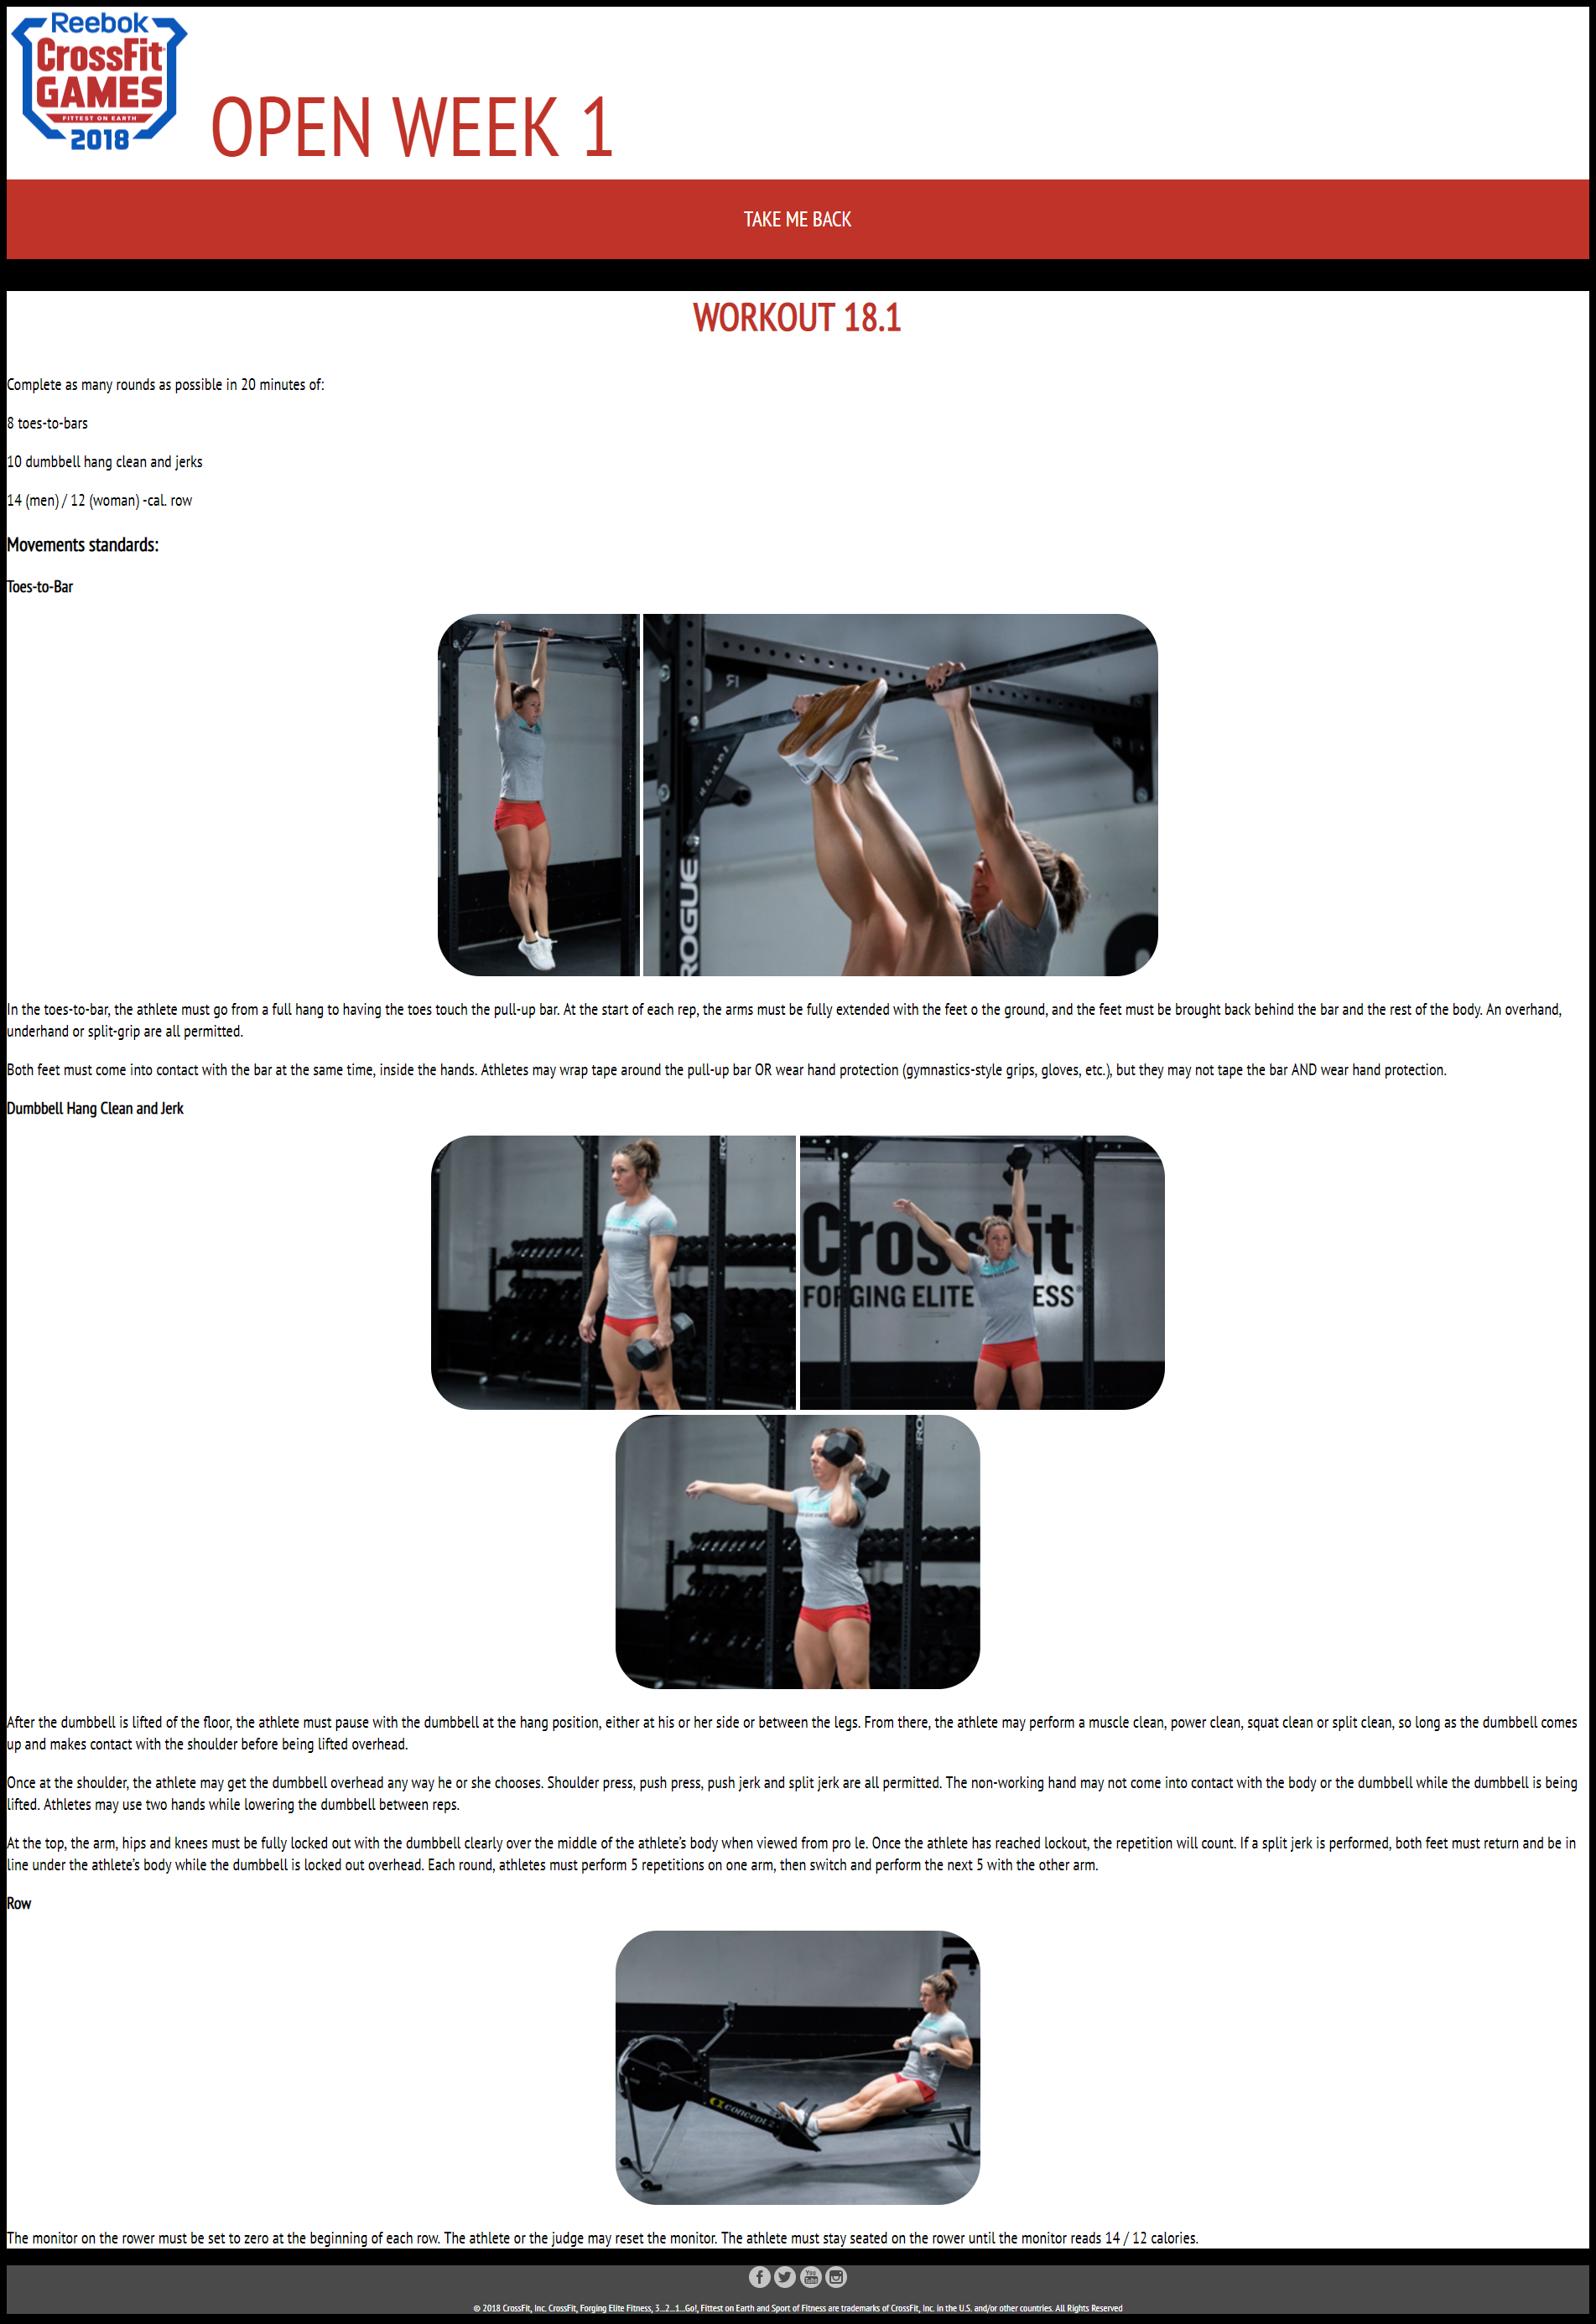 Reebok
CrossFit
GAMES
FITTEST ON EARTH
2018
OPEN WEEK 1
TAKE ME BACK
WORKOUT 18.1
Complete as many rounds as possible in 20 minutes of:
8 toes-to-bars
10 dumbbell hang clean and jerks
14 (men) / 12 (woman) -cal. row
Movements standards:
Toes-to-Bar
ROGUE
In the toes-to-bar, the athlete must go from a full hang to having the toes touch the pull-up bar. At the start of each rep, the arms must be fully extended with the feet o the ground, and the feet must be brought back behind the bar and the rest of the body. An overhand,
underhand or split-grip are all permitted.
Both feet must come into contact with the bar at the same time, inside the hands. Athletes may wrap tape around the pull-up bar OR wear hand protection (gymnastics-style grips, gloves, etc.), but they may not tape the bar AND wear hand protection.
Dumbbell Hang Clean and Jerk
CrossFit
FORGING ELITE FITNESS
After the dumbbell is lifted of the floor, the athlete must pause with the dumbbell at the hang position, either at his or her side or between the legs. From there, the athlete may perform a muscle clean, power clean, squat clean or split clean, so long as the dumbbell comes
up and makes contact with the shoulder before being lifted overhead.
Once at the shoulder, the athlete may get the dumbbell overhead any way he or she chooses. Shoulder press, push press, push jerk and split jerk are all permitted. The non-working hand may not come into contact with the body or the dumbbell while the dumbbell is being
lifted. Athletes may use two hands while lowering the dumbbell between reps.
At the top, the arm, hips and knees must be fully locked out with the dumbbell clearly over the middle of the athlete's body when viewed from pro le. Once the athlete has reached lockout, the repetition will count. If a split jerk is performed, both feet must return and be in
line under the athlete's body while the dumbbell is locked out overhead. Each round, athletes must perform 5 repetitions on one arm, then switch and perform the next 5 with the other arm.
Row
concept 2
The monitor on the rower must be set to zero at the beginning of each row. The athlete or the judge may reset the monitor. The athlete must stay seated on the rower until the monitor reads 14 / 12 calories.
You
Tube
© 2018 CrossFit, Inc. CrossFit, Forging Elite Fitness, 3...2...1...Go!, Fittest on Earth and Sport of Fitness are trademarks of CrossFit, Inc. in the U.S. and/or other countries. All Rights Reserved